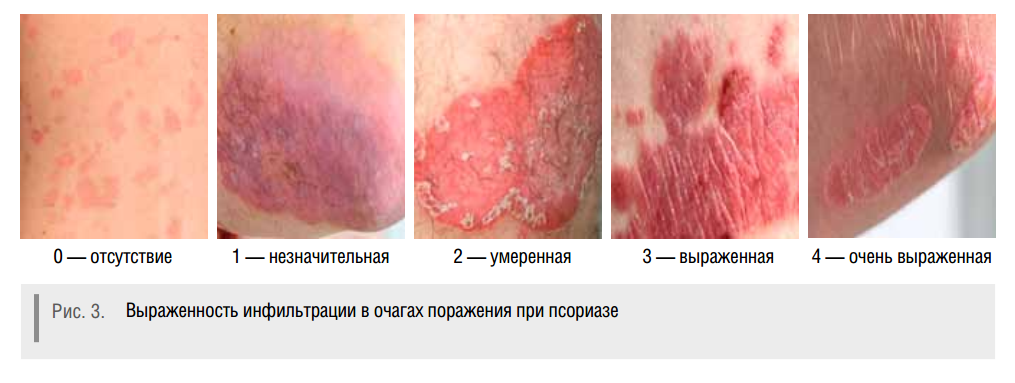 0 — отсутствие
1 — незначительная
2 — умеренная
3 — выраженная
4 — очень выраженная
Рис. 3. Выраженность инфильтрации в очагах поражения при псориазе